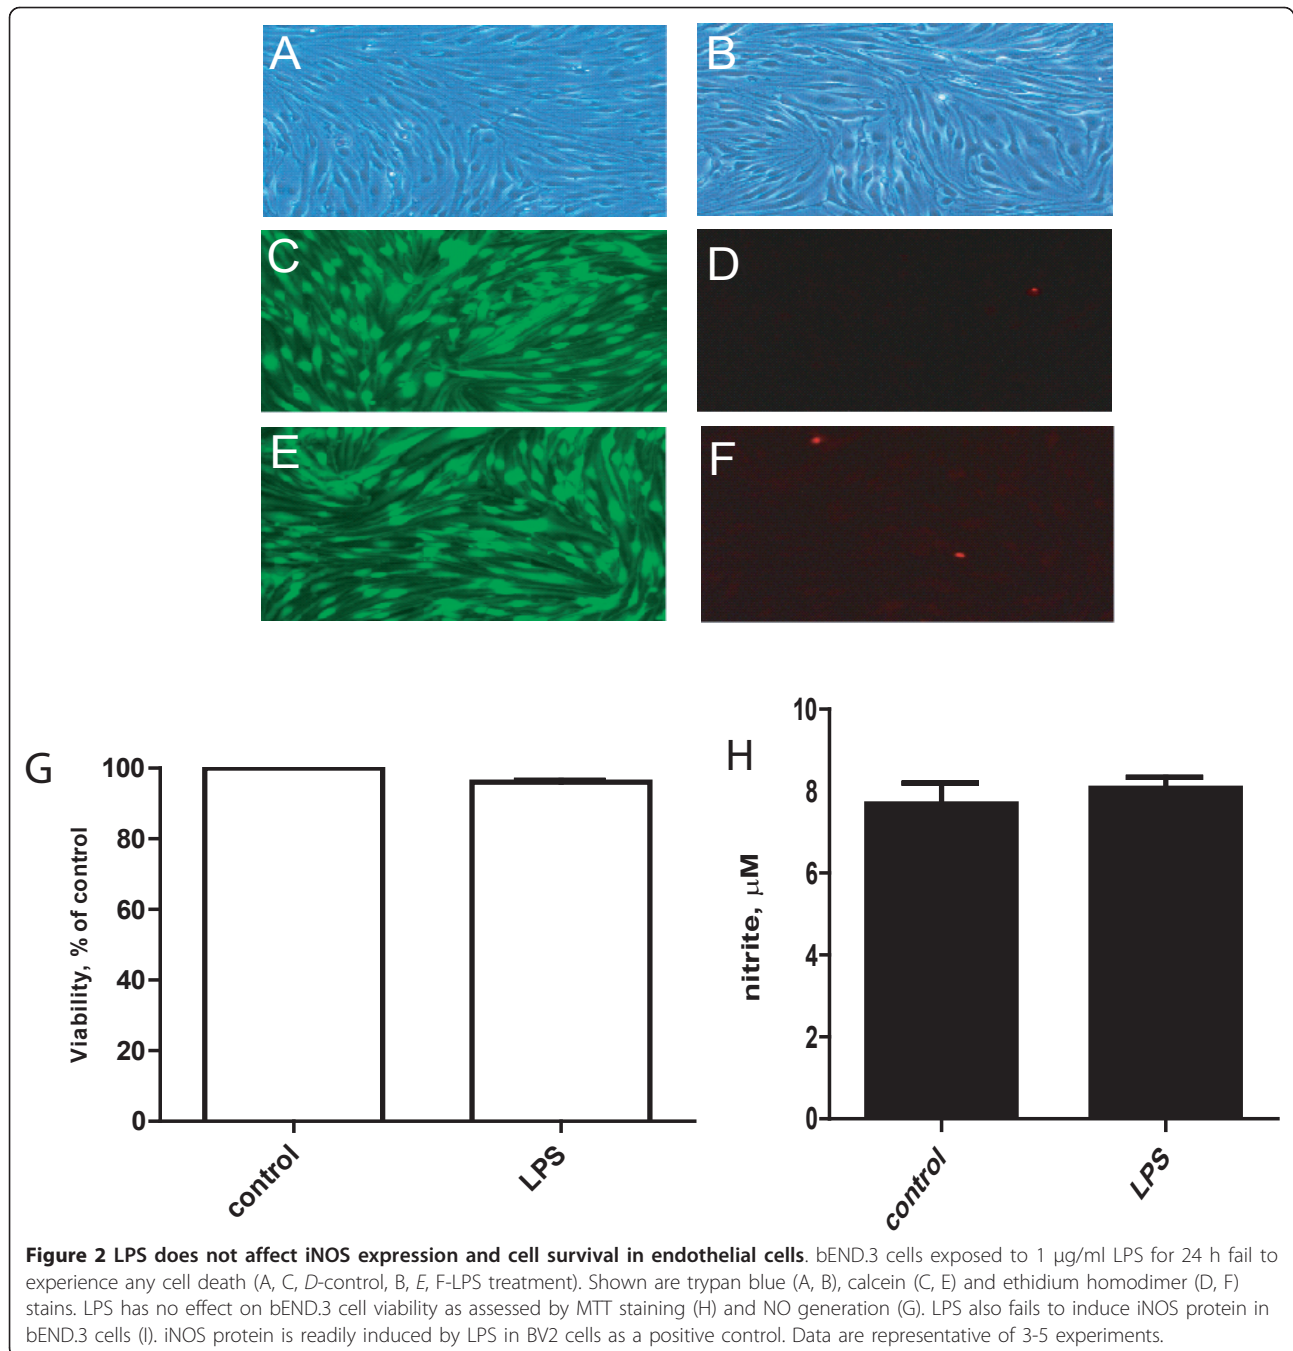 A
B
C
D
E
F
G
100
80
60
40
20
0
Viability, % of control
control
LPS
H
10
8
6
4
2
0
nitrite, μM
control
LPS
Figure 2 LPS does not affect iNOS expression and cell survival in endothelial cells. bEND.3 cells exposed to 1 μg/ml LPS for 24 h fail to
experience any cell death (A, C, D-control, B, E, F-LPS treatment). Shown are trypan blue (A, B), calcein (C, E) and ethidium homodimer (D, F)
stains. LPS has no effect on bEND.3 cell viability as assessed by MTT staining (H) and NO generation (G). LPS also fails to induce iNOS protein in
bEND.3 cells (I). iNOS protein is readily induced by LPS in BV2 cells as a positive control. Data are representative of 3-5 experiments.